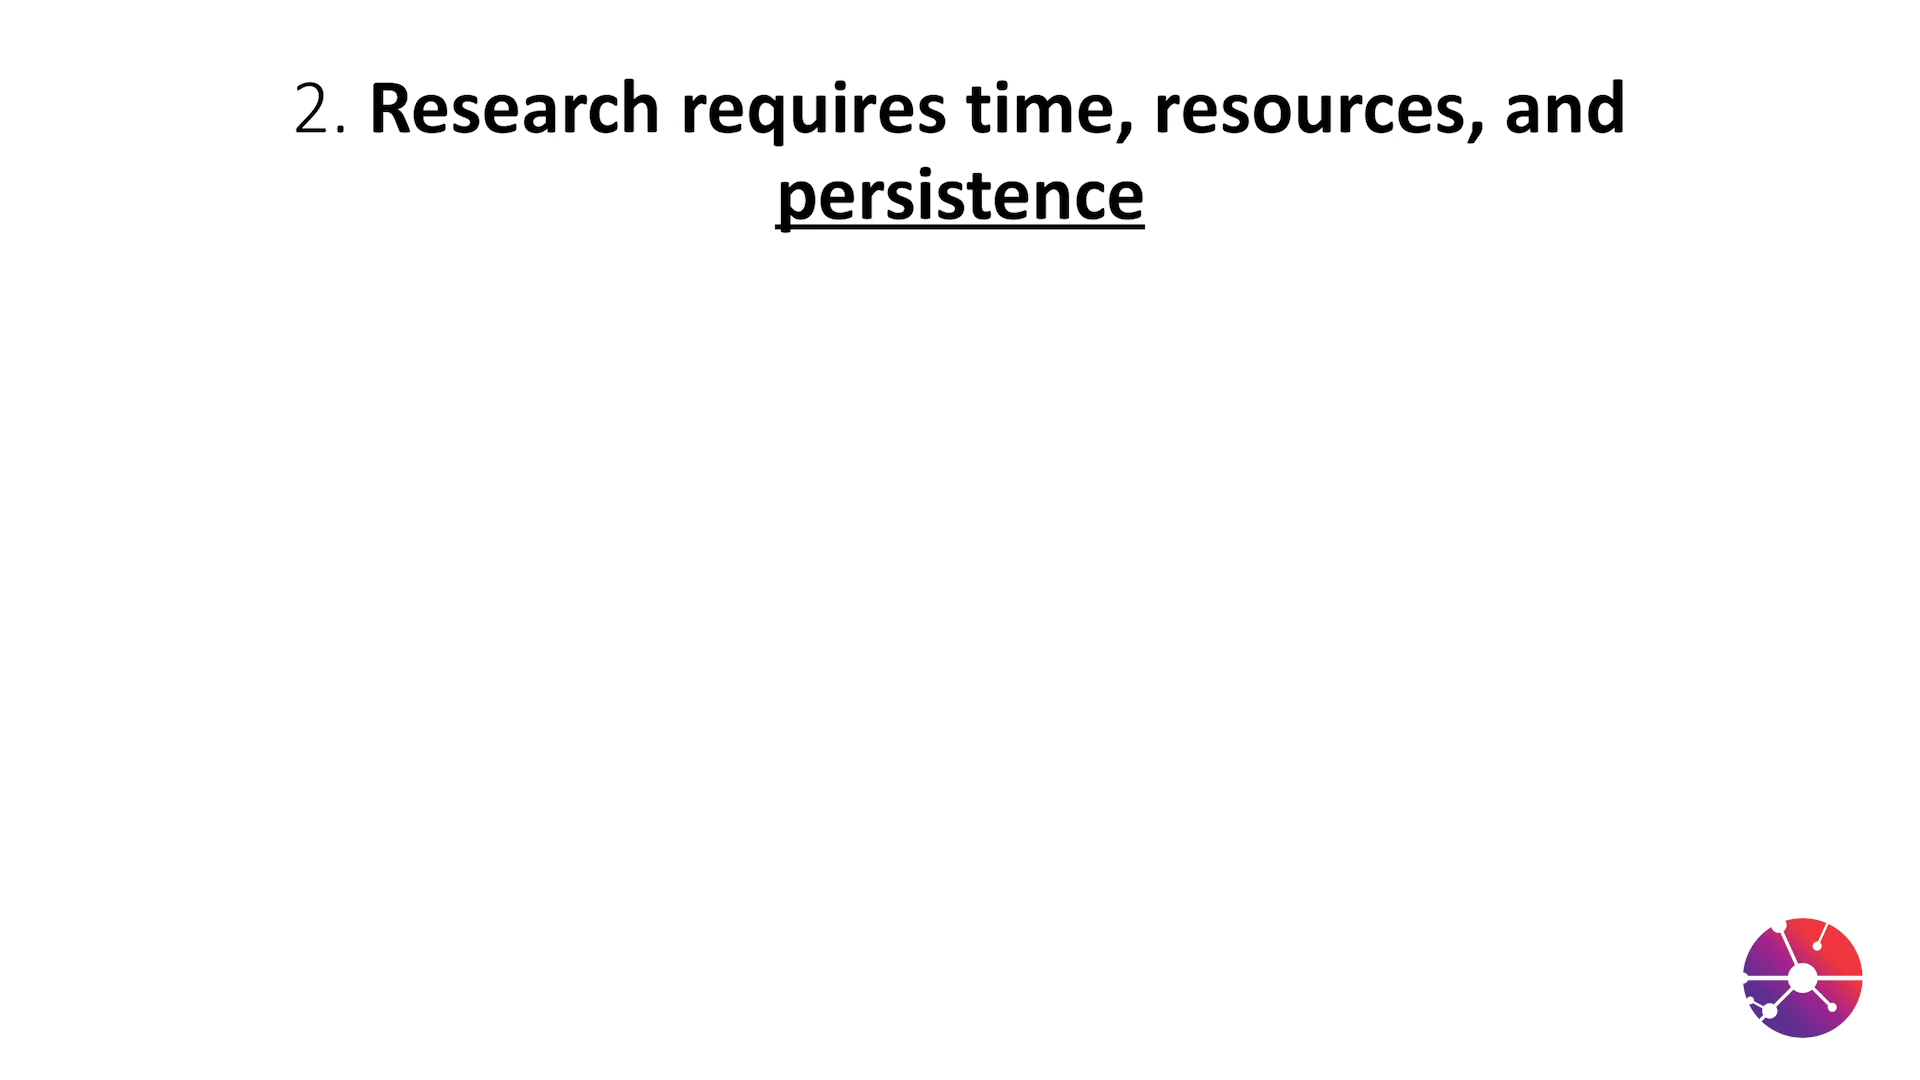 2. Research requires time, resources, and
persistence